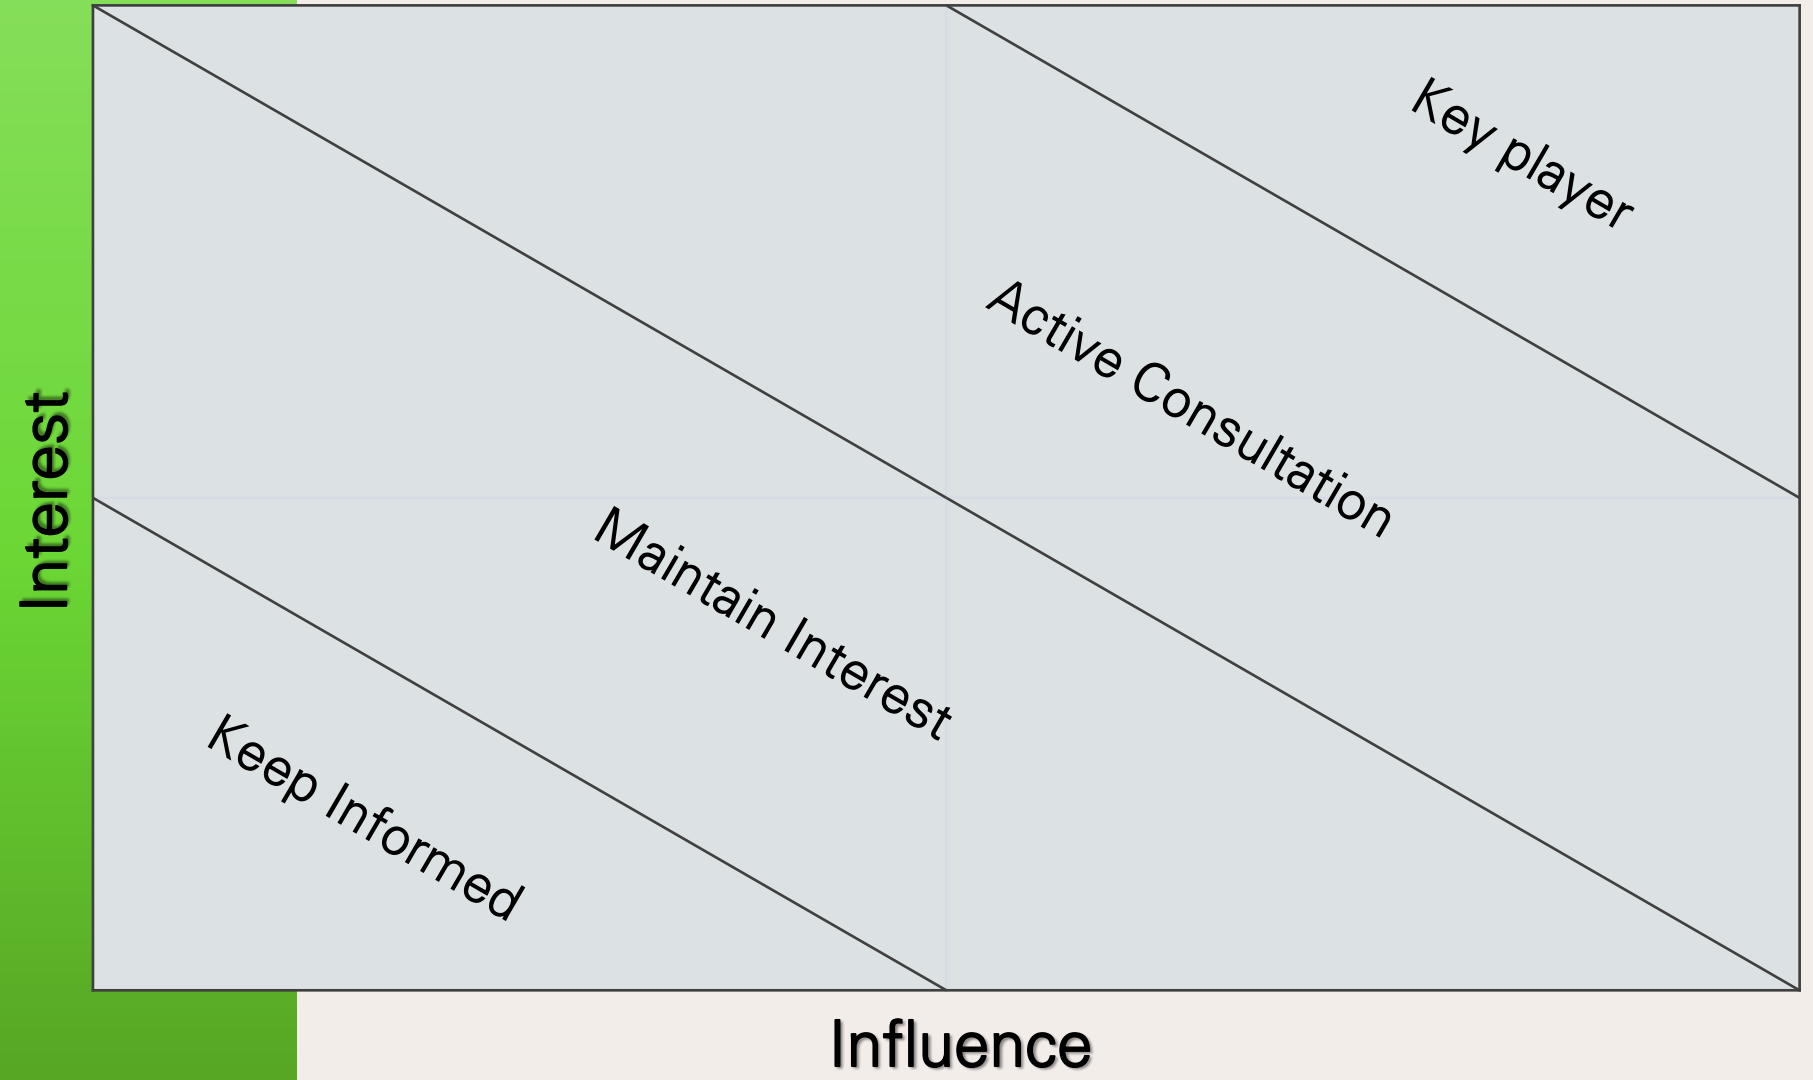 Key player
Active Consultation
Interest
Maintain Interest
Keep Informed
Influence